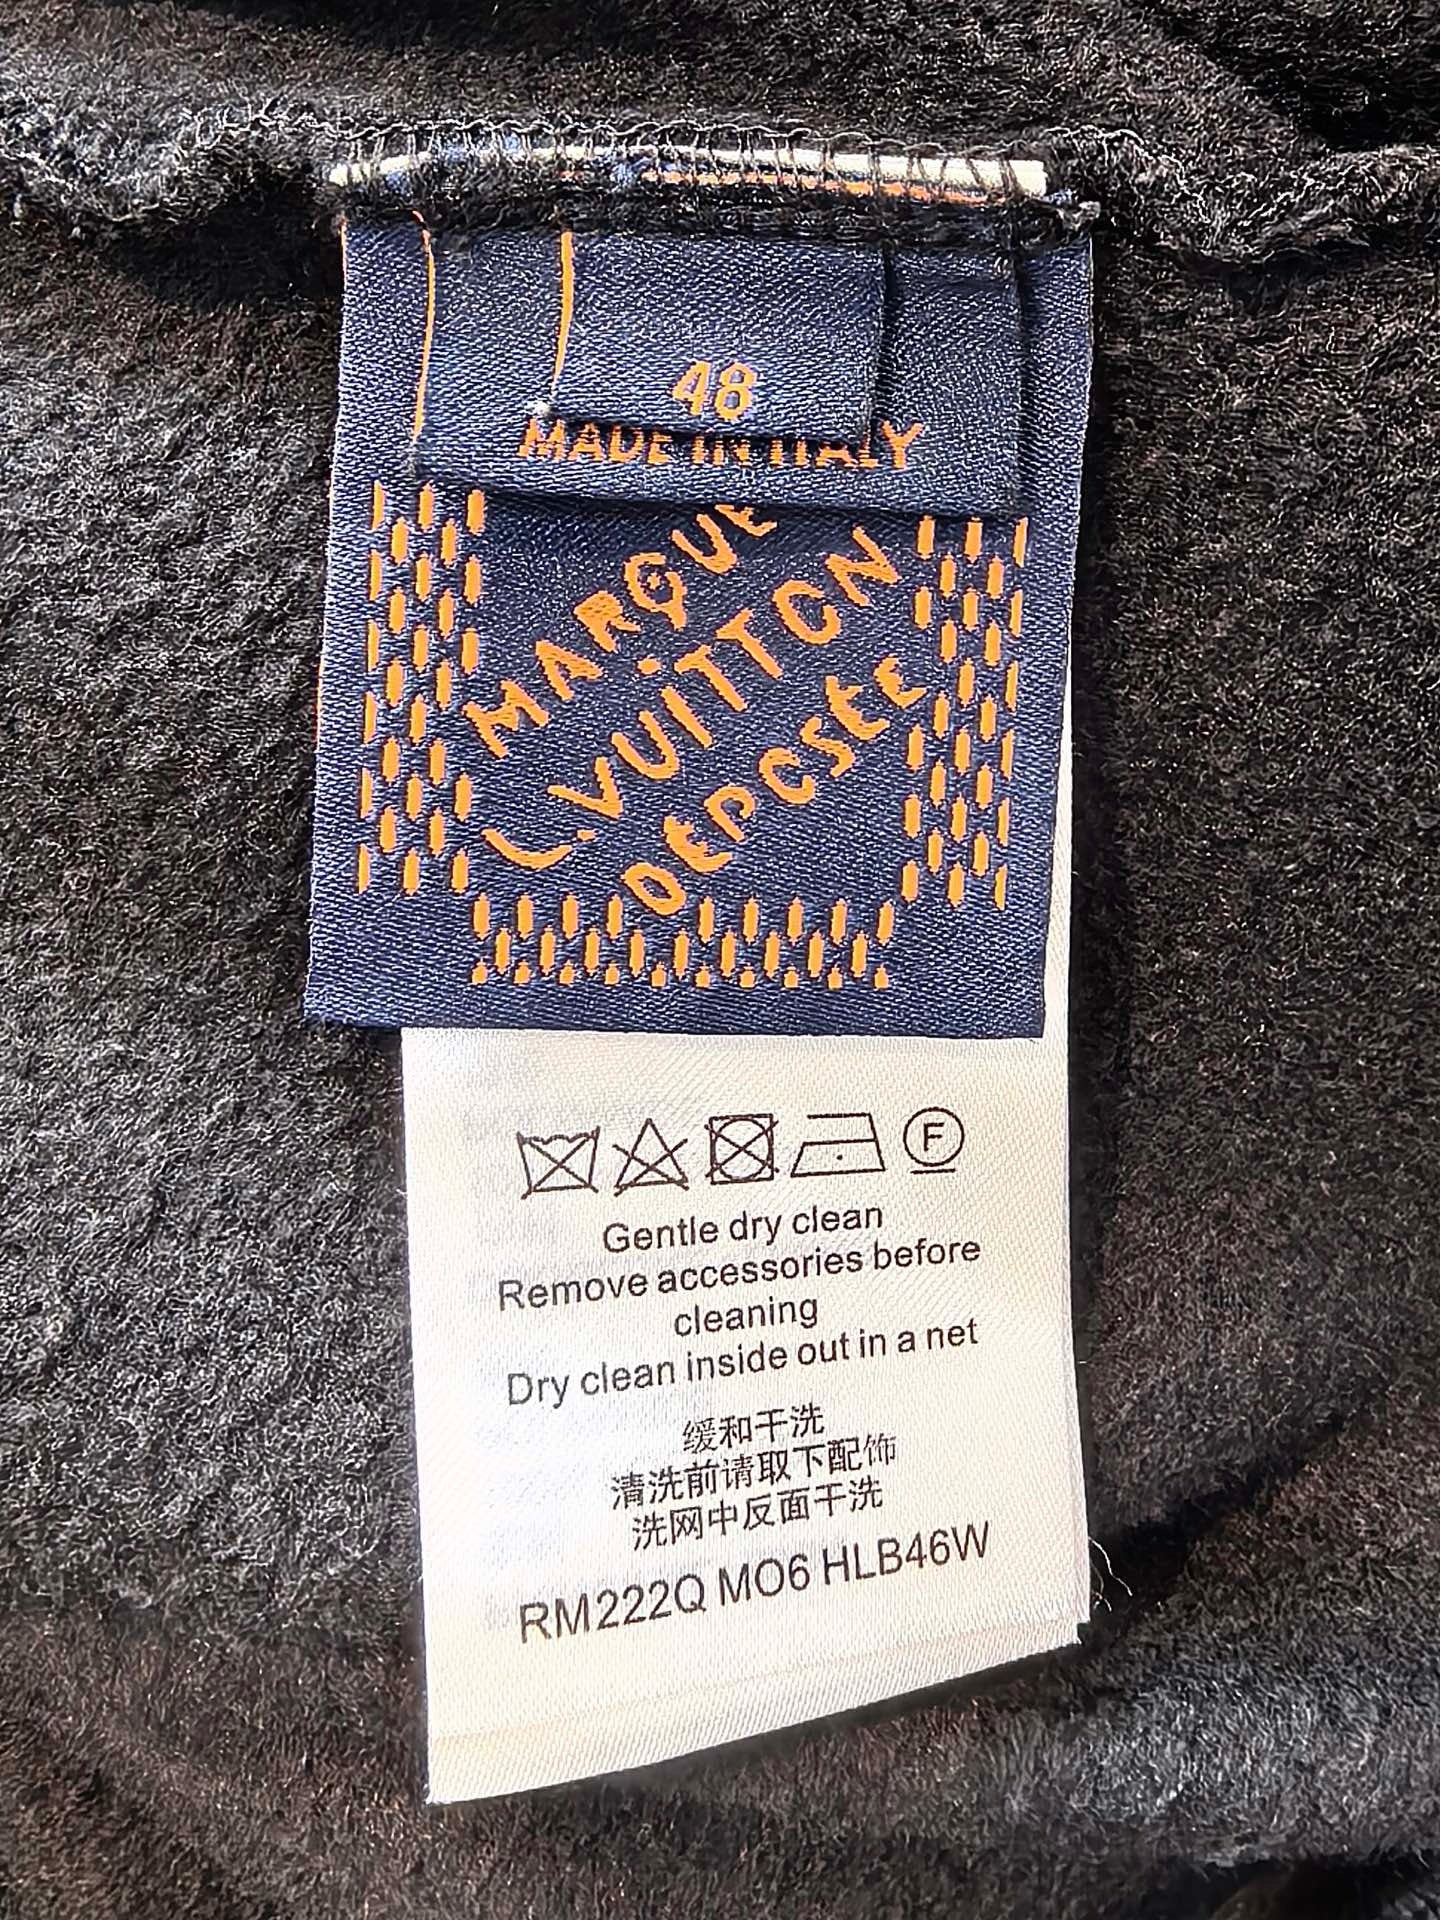 48
MADE IN ITALY
MARQUE
L.VUiTTON
DEPOSÉE
F
Gentle dry clean
Remove accessories before
cleaning
Dry clean inside out in a net
缓和干洗
清洗前请取下配饰
洗网中反面干洗
RM222Q MO6 HLB46W